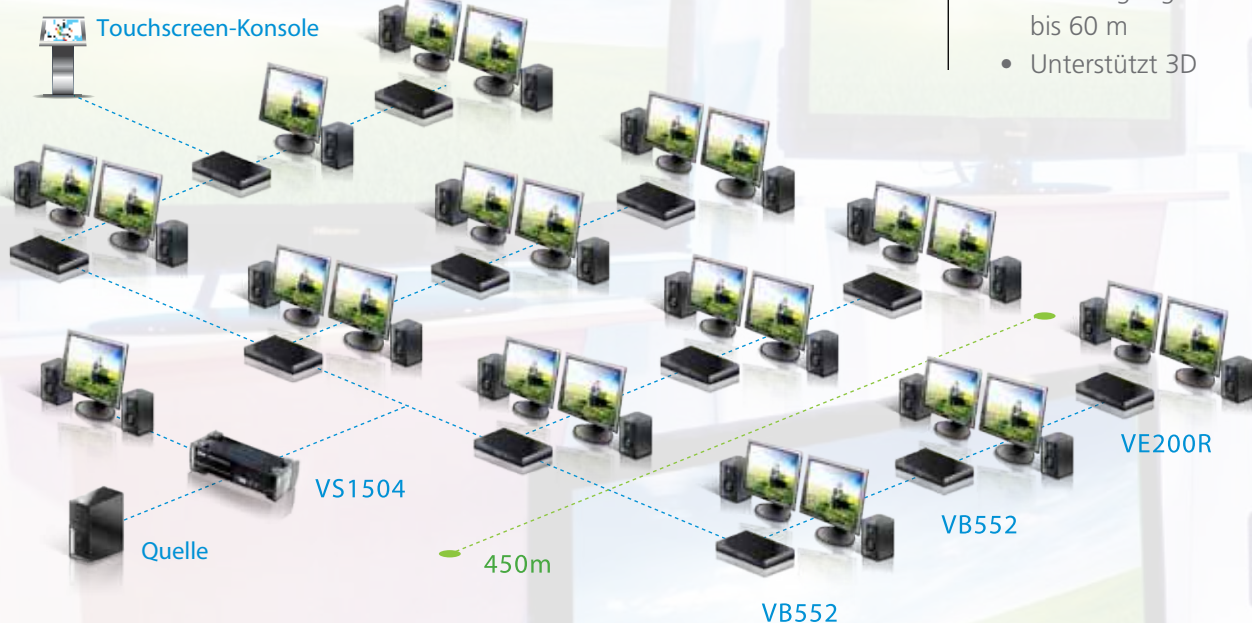 Touchscreen-Konsole
bis 60 m
• Unterstützt 3D
VE200R
VS1504
VB552
Quelle
450m
VB552